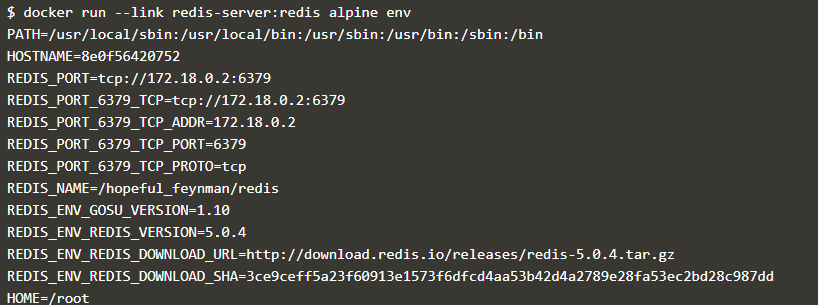 $ docker run --link redis-server:redis alpine env
PATH=/usr/local/sbin:/usr/local/bin:/usr/sbin:/usr/bin:/sbin:/bin
HOSTNAME=8e0f56420752
REDIS_PORT=tcp://172.18.0.2:6379
REDIS_PORT_6379_TCP=tcp://172.18.0.2:6379
REDIS_PORT_6379_TCP_ADDR=172.18.0.2
REDIS_PORT_6379_TCP_PORT=6379
REDIS_PORT_6379_TCP_PROTO=tcp
REDIS_NAME=/hopeful_feynman/redis
REDIS_ENV_GOSU_VERSION=1.10
REDIS_ENV_REDIS_VERSION=5.0.4
REDIS_ENV_REDIS_DOWNLOAD_URL=http://download.redis.io/releases/redis-5.0.4.tar.gz
REDIS_ENV_REDIS_DOWNLOAD_SHA=3ce9ceff5a23f60913e1573f6dfcd4aa53b42d4a2789e28fa53ec2bd28c987dd
HOME=/root